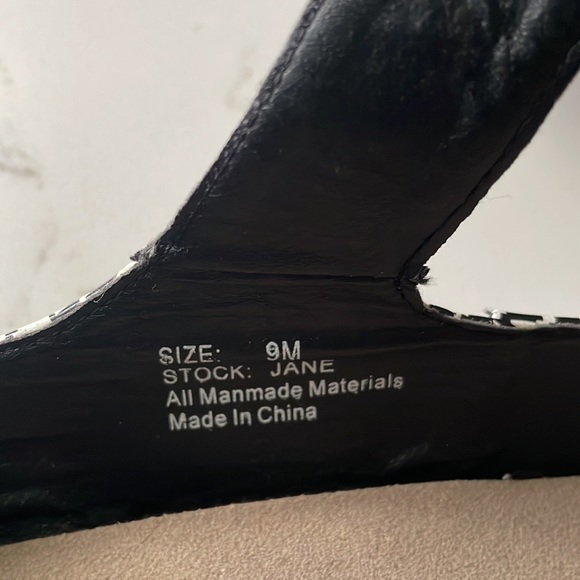 SIZE: 9M
STOCK: JANE
All Manmade Materials
Made In China